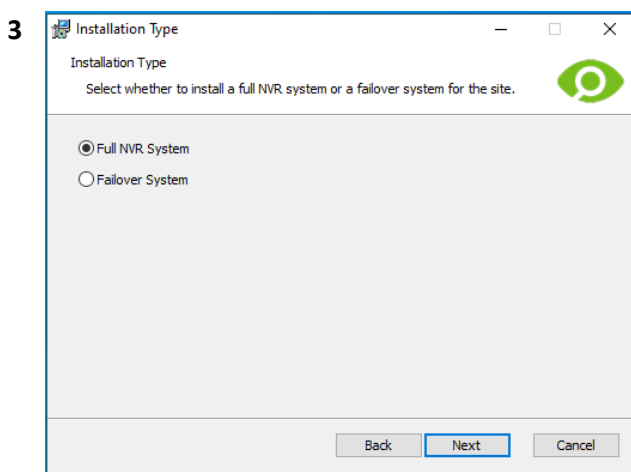 3
Installation Type
Installation Type
Select whether to install a full NVR system or a failover system for the site.
Full NVR System
Failover System
Back Next Cancel